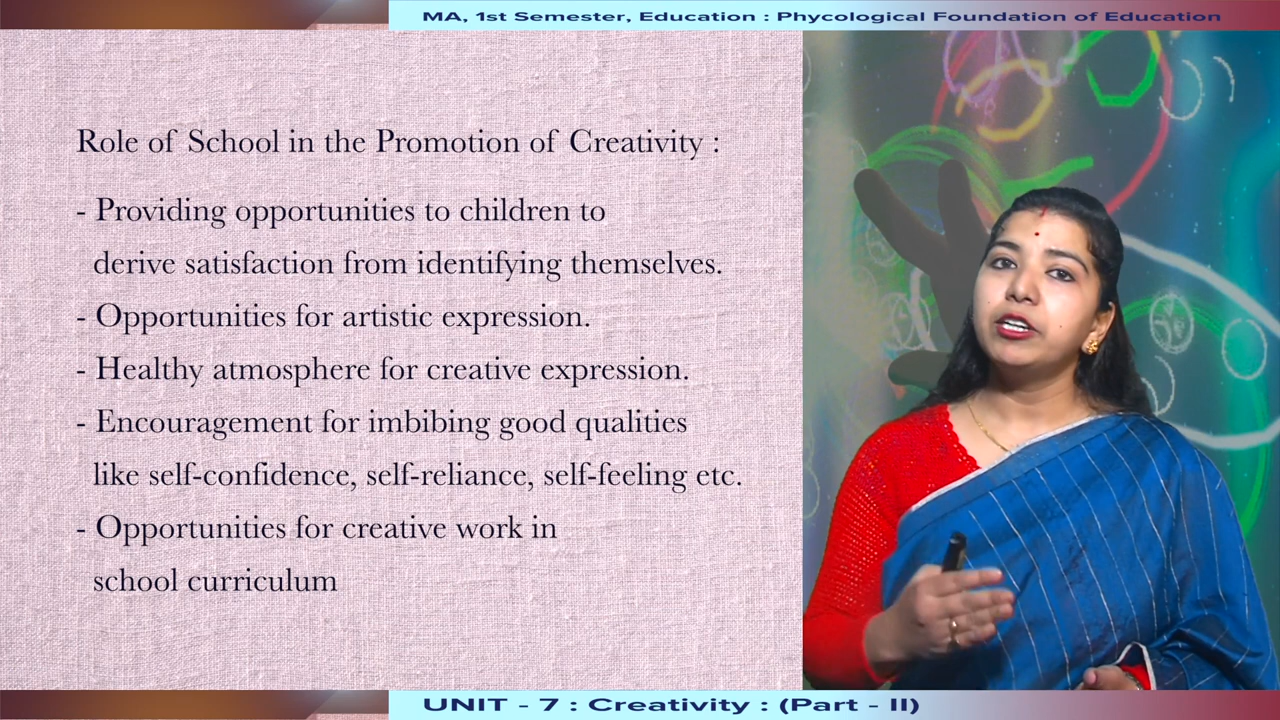 MA, 1st Semester, Education : Phycological Foundation of Education
Role of School in the Promotion of Creativity :
- Providing opportunities to children to
derive satisfaction from identifying themselves.
- Opportunities for artistic expression.
- Healthy atmosphere for creative expression.
- Encouragement for imbibing good qualities
like self-confidence, self-reliance, self-feeling etc.
- Opportunities for creative work in
school curriculum
UNIT - 7 : Creativity : (Part - II)